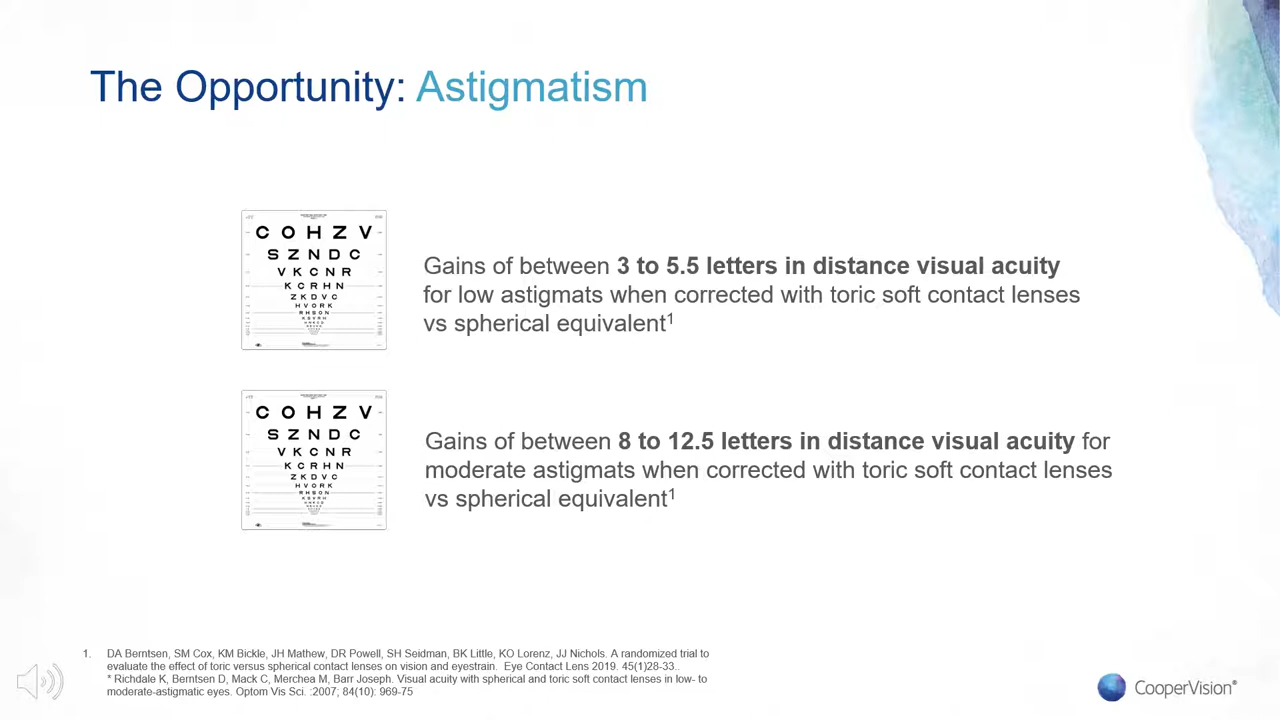 The Opportunity: Astigmatism
C O H Z V
S Z N D C
V K C N R
K C R H N
Z K D V C
H V O R K
R H S O N
Gains of between 3 to 5.5 letters in distance visual acuity
for low astigmats when corrected with toric soft contact lenses
vs spherical equivalent1
C O H Z V
S Z N D C
V K C N R
K C R H N
Z K D V C
H V O R K
R H S O N
Gains of between 8 to 12.5 letters in distance visual acuity for
moderate astigmats when corrected with toric soft contact lenses
vs spherical equivalent1
1. DA Berntsen, SM Cox, KM Bickle, JH Mathew, DR Powell, SH Seidman, BK Little, KO Lorenz, JJ Nichols. A randomized trial to
evaluate the effect of toric versus spherical contact lenses on vision and eyestrain. Eye Contact Lens 2019. 45(1)28-33..
* Richdale K, Berntsen D, Mack C, Merchea M, Barr Joseph. Visual acuity with spherical and toric soft contact lenses in low- to
moderate-astigmatic eyes. Optom Vis Sci. :2007; 84(10): 969-75
CooperVision®